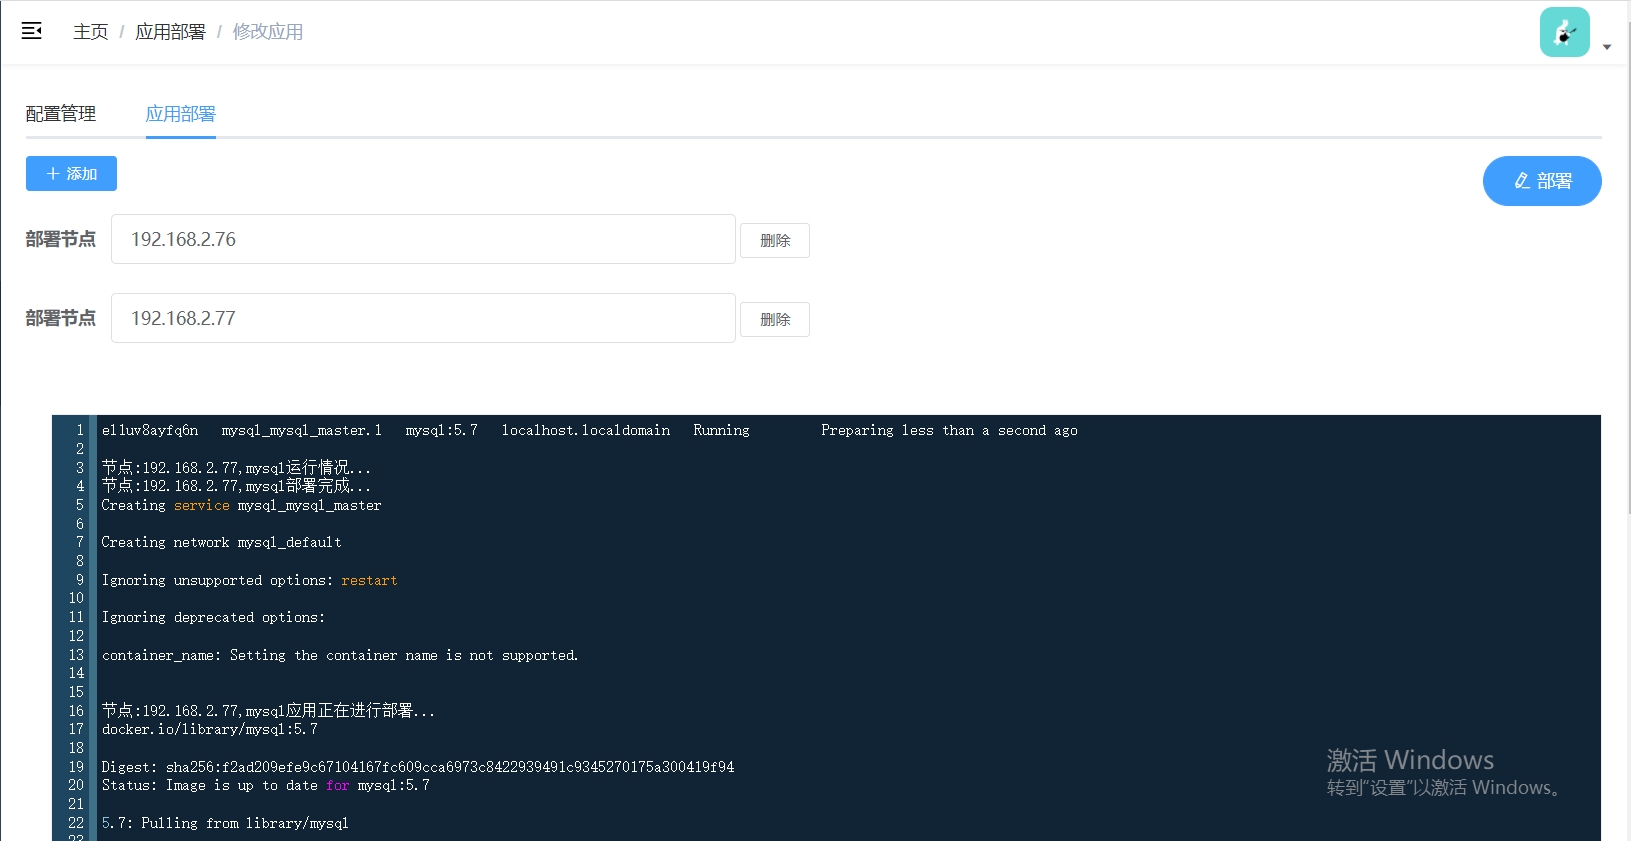 主页 / 应用部署 / 修改应用
配置管理 应用部署
+ 添加
部署
部署节点 192.168.2.76 删除
部署节点 192.168.2.77 删除
1 elluv8ayfq6n mysql_mysql_master.1 mysql:5.7 localhost.localdomain Running Preparing less than a second ago
2
3 节点:192.168.2.77,mysql运行情况...
4 节点:192.168.2.77,mysql部署完成...
5 Creating service mysql_mysql_master
6
7 Creating network mysql_default
8
9 Ignoring unsupported options: restart
10
11 Ignoring deprecated options:
12
13 container_name: Setting the container name is not supported.
14
15
16 节点:192.168.2.77,mysql应用正在进行部署...
17 docker.io/library/mysql:5.7
18
19 Digest: sha256:f2ad209efe9c67104167fc609cca6973c8422939491c9345270175a300419f94
20 Status: Image is up to date for mysql:5.7
21
22 5.7: Pulling from library/mysql
23
激活 Windows
转到"设置"以激活 Windows。